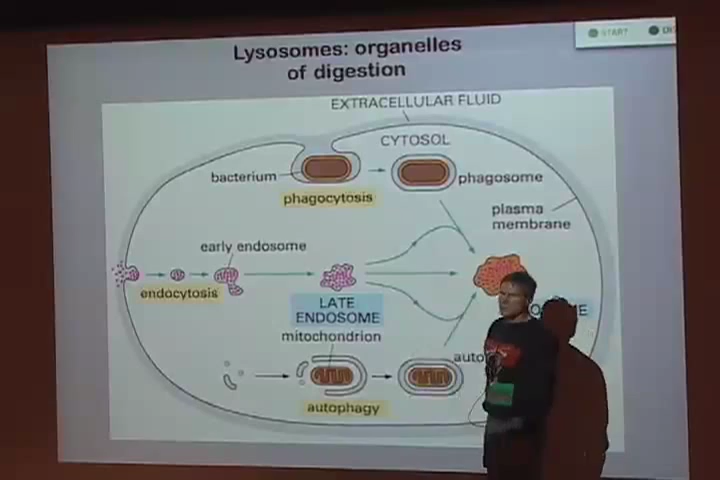 Lysosomes: organelles
of digestion
START
EXTRACELLULAR FLUID
CYTOSOL
bacterium
phagosome
phagocytosis
plasma
membrane
early endosome
endocytosis
LATE
ENDOSOME
mitochondrion
autophagy